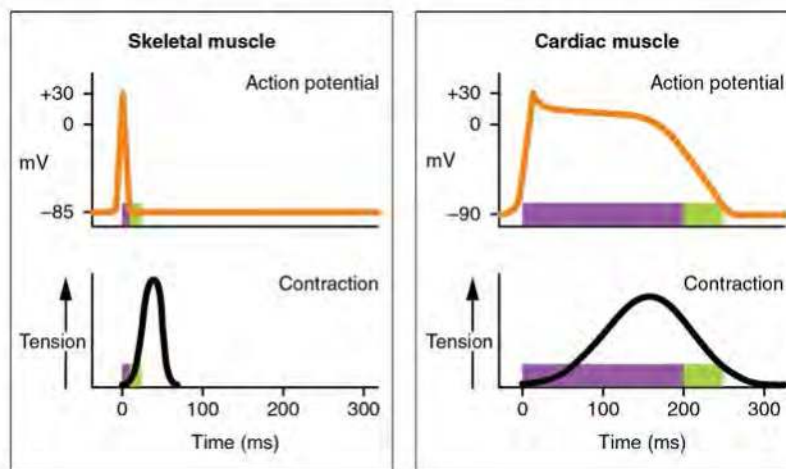 Skeletal muscle
Action potential
+30
0
mV
−85
Contraction
Tension
0 100 200 300
Time (ms)
Cardiac muscle
Action potential
+30
0
mV
−90
Contraction
Tension
0 100 200 300
Time (ms)